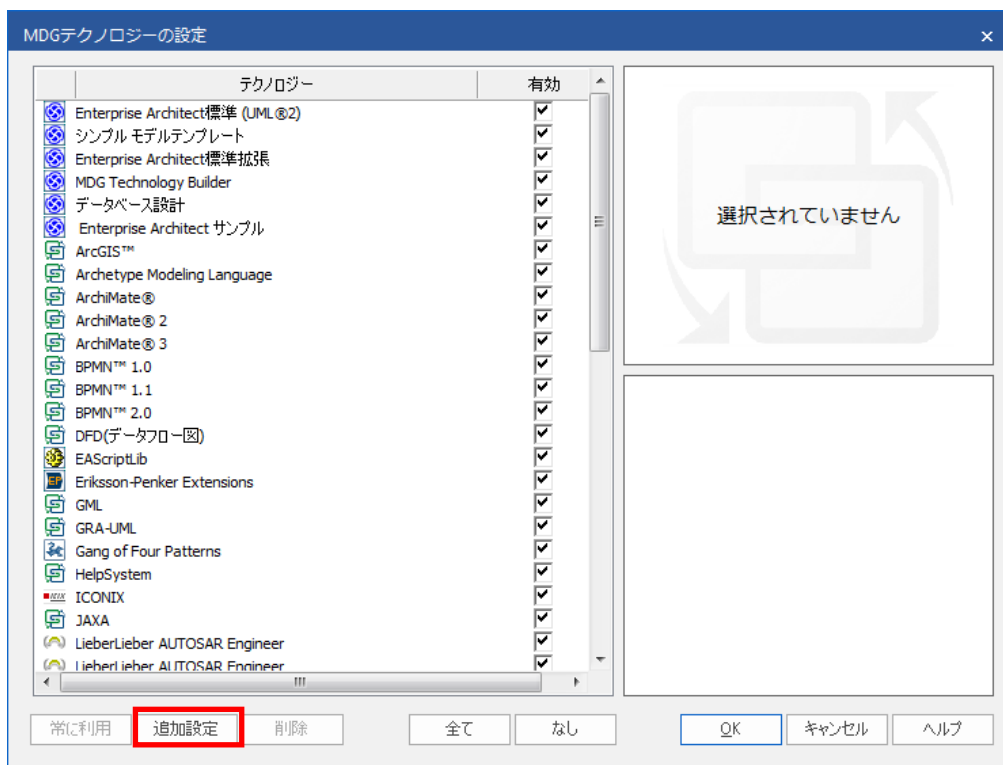 MDGテクノロジーの設定
テクノロジー 有効
Enterprise Architect標準 (UML®2)
シンプル モデルテンプレート
Enterprise Architect標準拡張
MDG Technology Builder
データベース設計
Enterprise Architect サンプル
ArcGIS™
Archetype Modeling Language
ArchiMate®
ArchiMate® 2
ArchiMate® 3
BPMN™ 1.0
BPMN™ 1.1
BPMN™ 2.0
DFD(データフロー図)
EAScriptLib
Eriksson-Penker Extensions
GML
GRA-UML
Gang of Four Patterns
HelpSystem
ICONIX
JAXA
LieberLieber AUTOSAR Engineer
LieberLieber AUTOSAR Engineer
選択されていません
常に利用 追加設定 削除 全て なし OK キャンセル ヘルプ